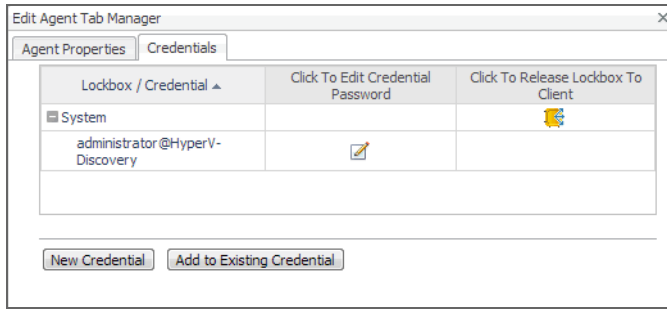 Edit Agent Tab Manager
Agent Properties
Credentials
Lockbox / Credential
Click To Edit Credential
Password
Click To Release Lockbox To
Client
System
administrator@HyperV-
Discovery
New Credential
Add to Existing Credential